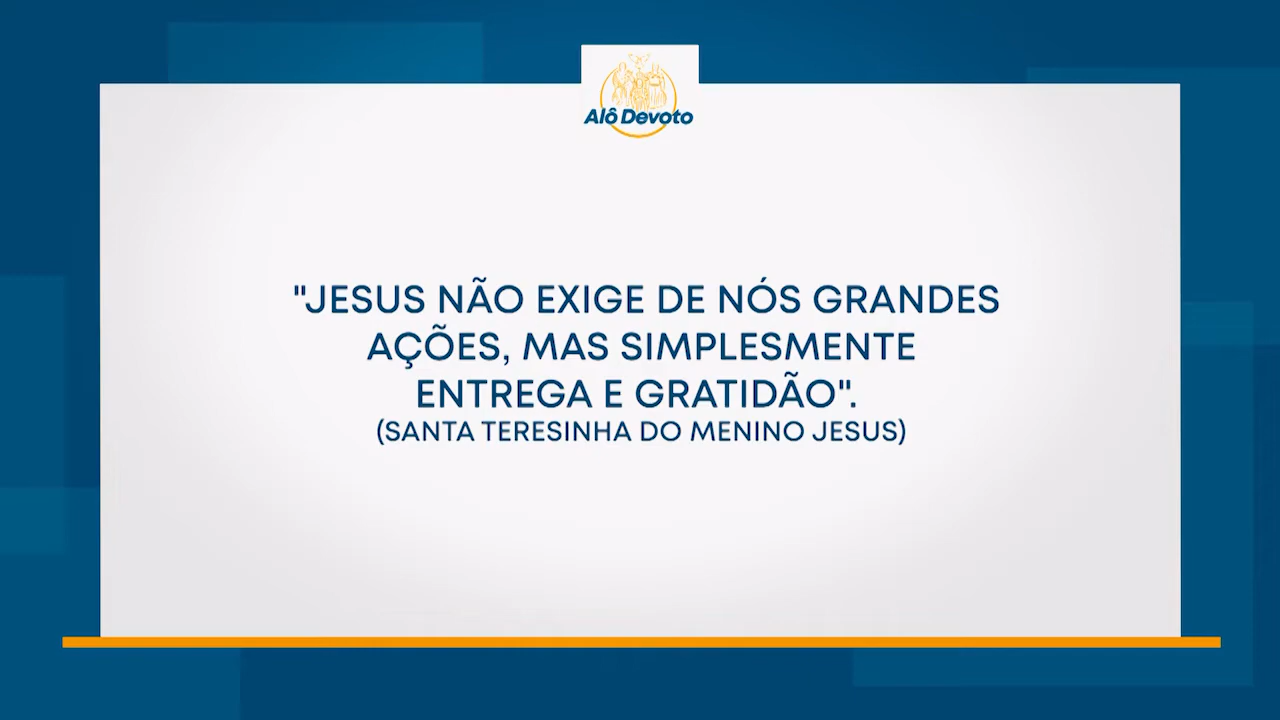 Alô Devoto
"JESUS NÃO EXIGE DE NÓS GRANDES
AÇÕES, MAS SIMPLESMENTE
ENTREGA E GRATIDÃO".
(SANTA TERESINHA DO MENINO JESUS)